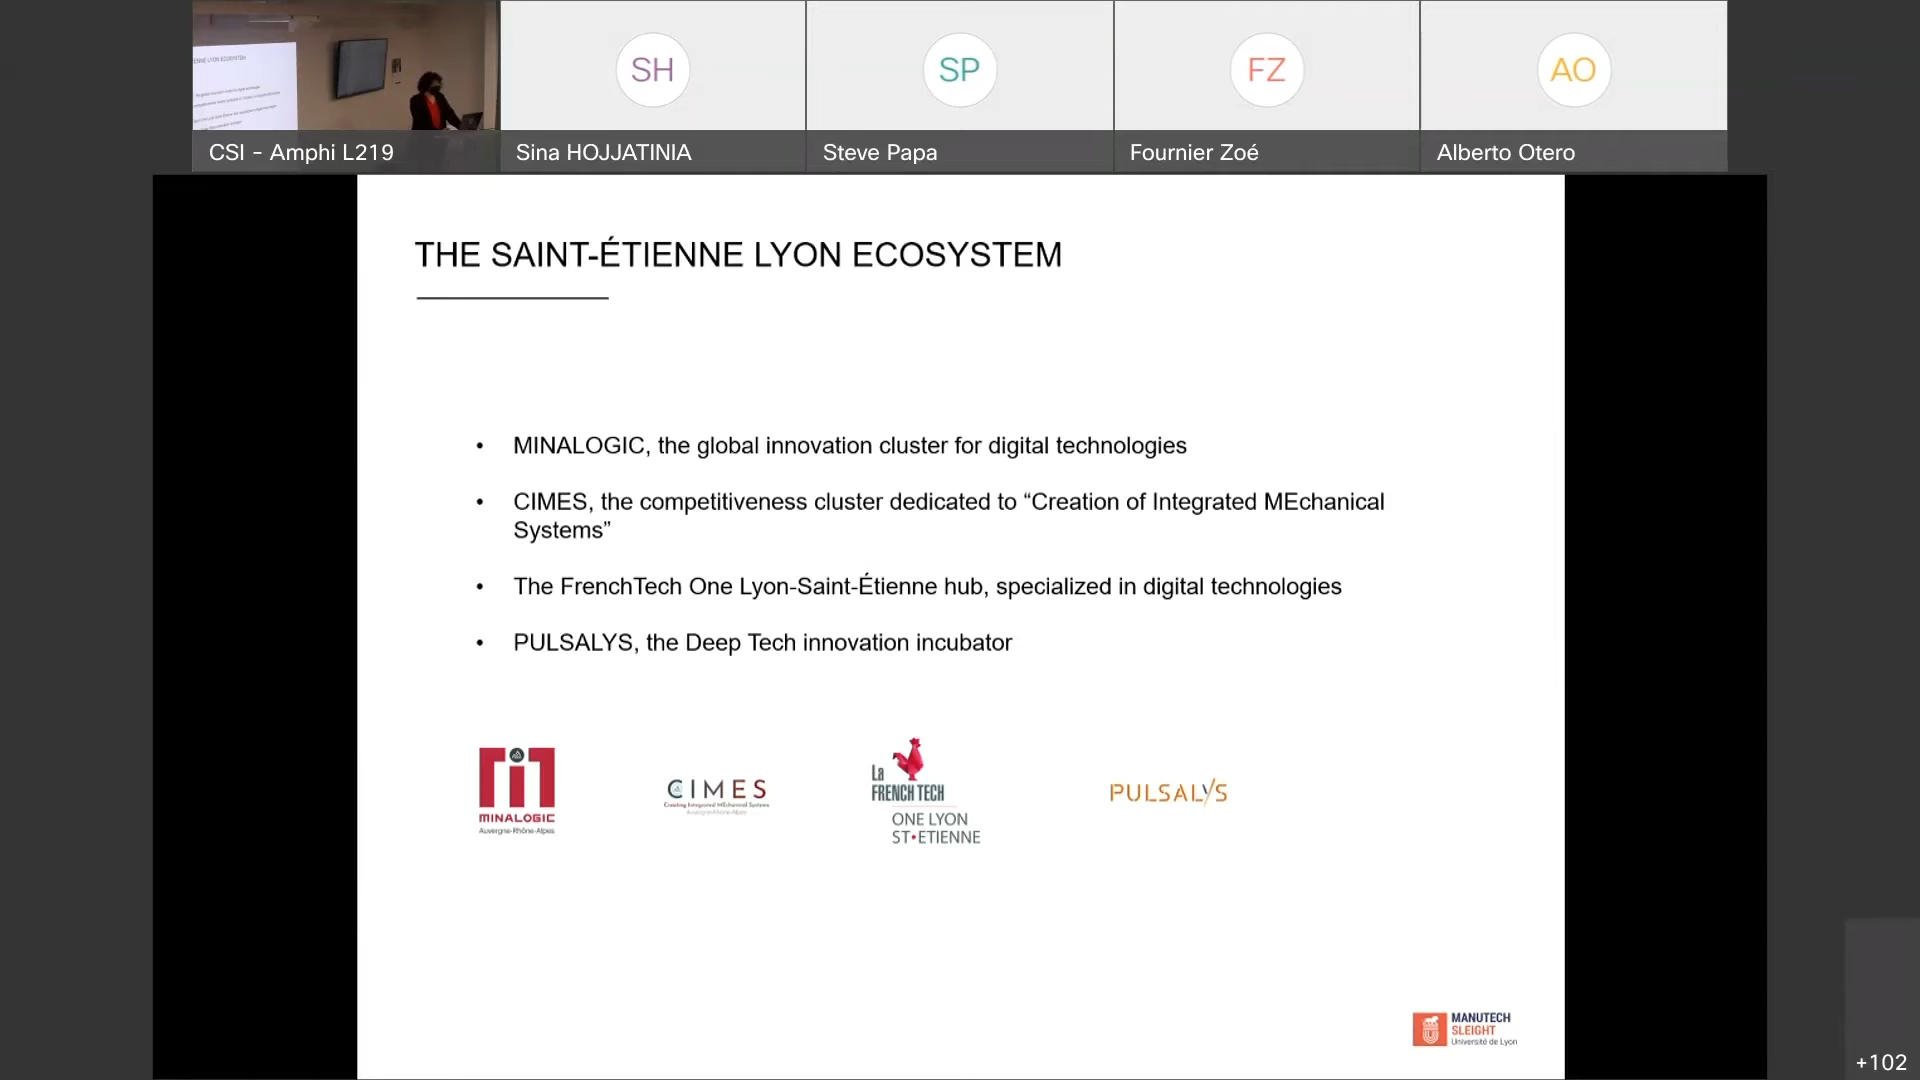 SH
SP
FZ
AO
CSI - Amphi L219
Sina HOJJATINIA
Steve Papa
Fournier Zoé
Alberto Otero
THE SAINT-ÉTIENNE LYON ECOSYSTEM
• MINALOGIC, the global innovation cluster for digital technologies
• CIMES, the competitiveness cluster dedicated to “Creation of Integrated MEchanical
Systems”
• The FrenchTech One Lyon-Saint-Étienne hub, specialized in digital technologies
• PULSALYS, the Deep Tech innovation incubator
MINALOGIC
Auvergne-Rhône-Alpes
CIMES
Creating Integrated MEchanical Systems
Auvergne-Rhône-Alpes
La
FRENCH TECH
ONE LYON
ST•ETIENNE
PULSALYS
MANUTECH
SLEIGHT
Université de Lyon
+102